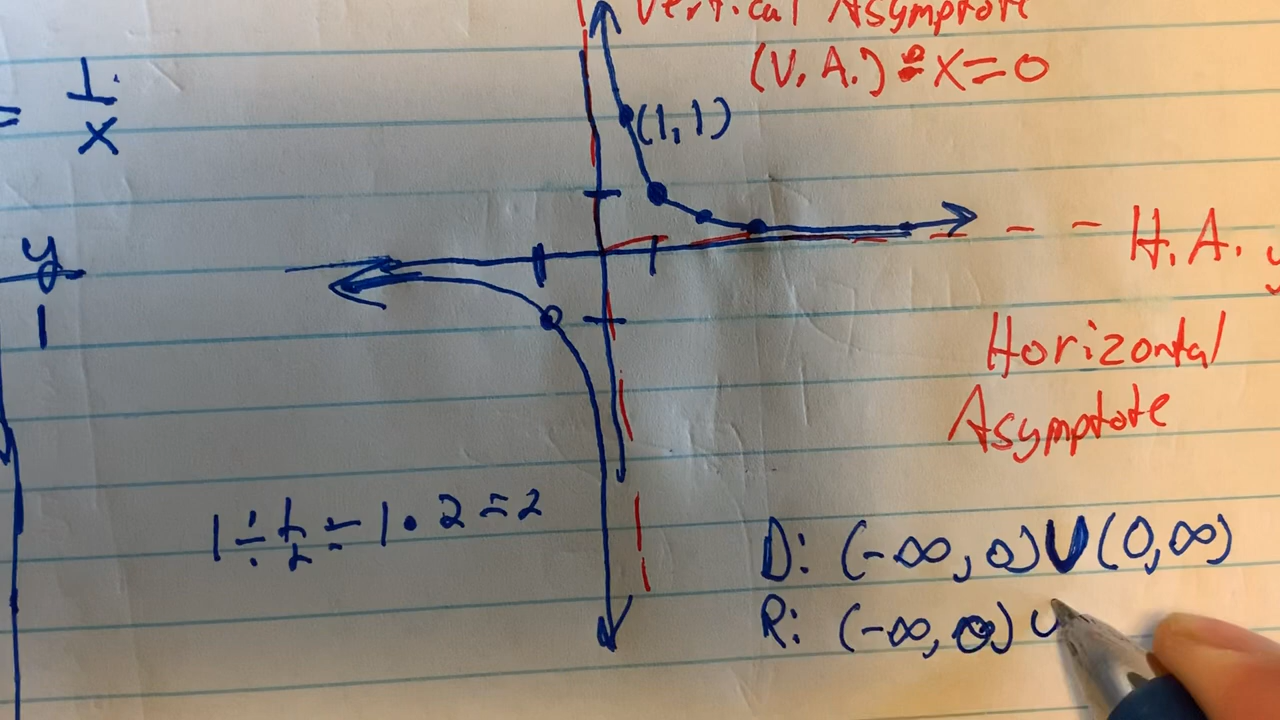 Vertical Asymptote
(V. A.) : x = 0
= 1/x
(1,1)
y
1
H. A. y
Horizontal
Asymptote
1 ÷ 1/2 = 1 • 2 = 2
D: (-∞, 0) U (0, ∞)
R: (-∞, 0) U